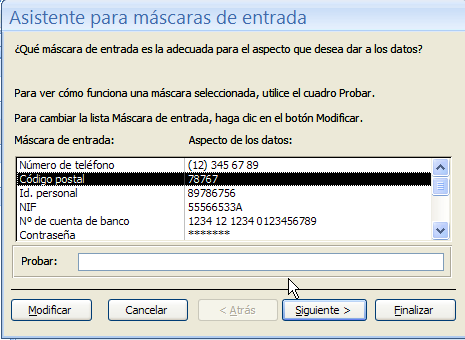 Asistente para máscaras de entrada
¿Qué máscara de entrada es la adecuada para el aspecto que desea dar a los datos?
Para ver cómo funciona una máscara seleccionada, utilice el cuadro Probar.
Para cambiar la lista Máscara de entrada, haga clic en el botón Modificar.
Máscara de entrada: Aspecto de los datos:
Número de teléfono (12) 345 67 89
Código postal 78767
Id. personal 89786756
NIF 55566533A
Nº de cuenta de banco 1234 12 1234 0123456789
Contraseña *******
Probar:
Modificar Cancelar < Atrás Siguiente > Finalizar